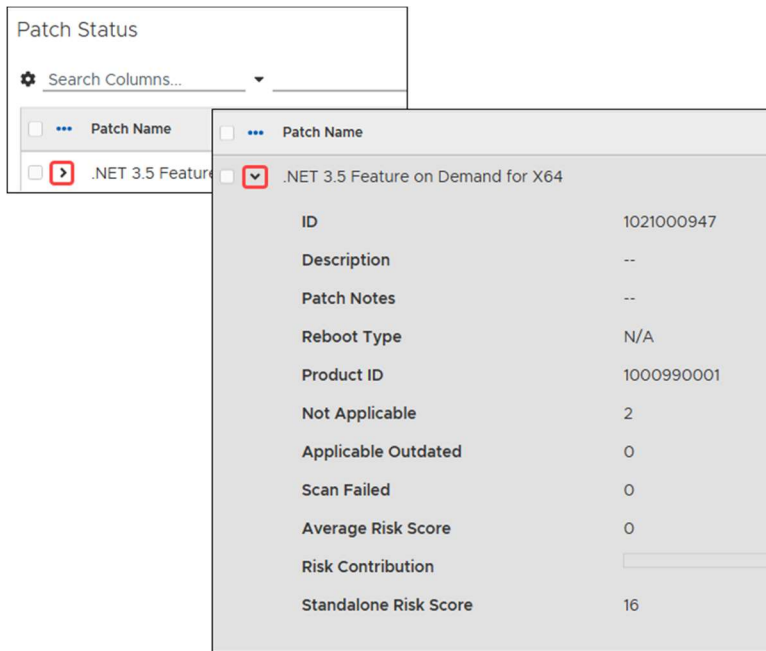 Patch Status
Search Columns...
Patch Name
.NET 3.5 Feature
Patch Name
.NET 3.5 Feature on Demand for X64
ID 1021000947
Description --
Patch Notes --
Reboot Type N/A
Product ID 1000990001
Not Applicable 2
Applicable Outdated 0
Scan Failed 0
Average Risk Score 0
Risk Contribution
Standalone Risk Score 16